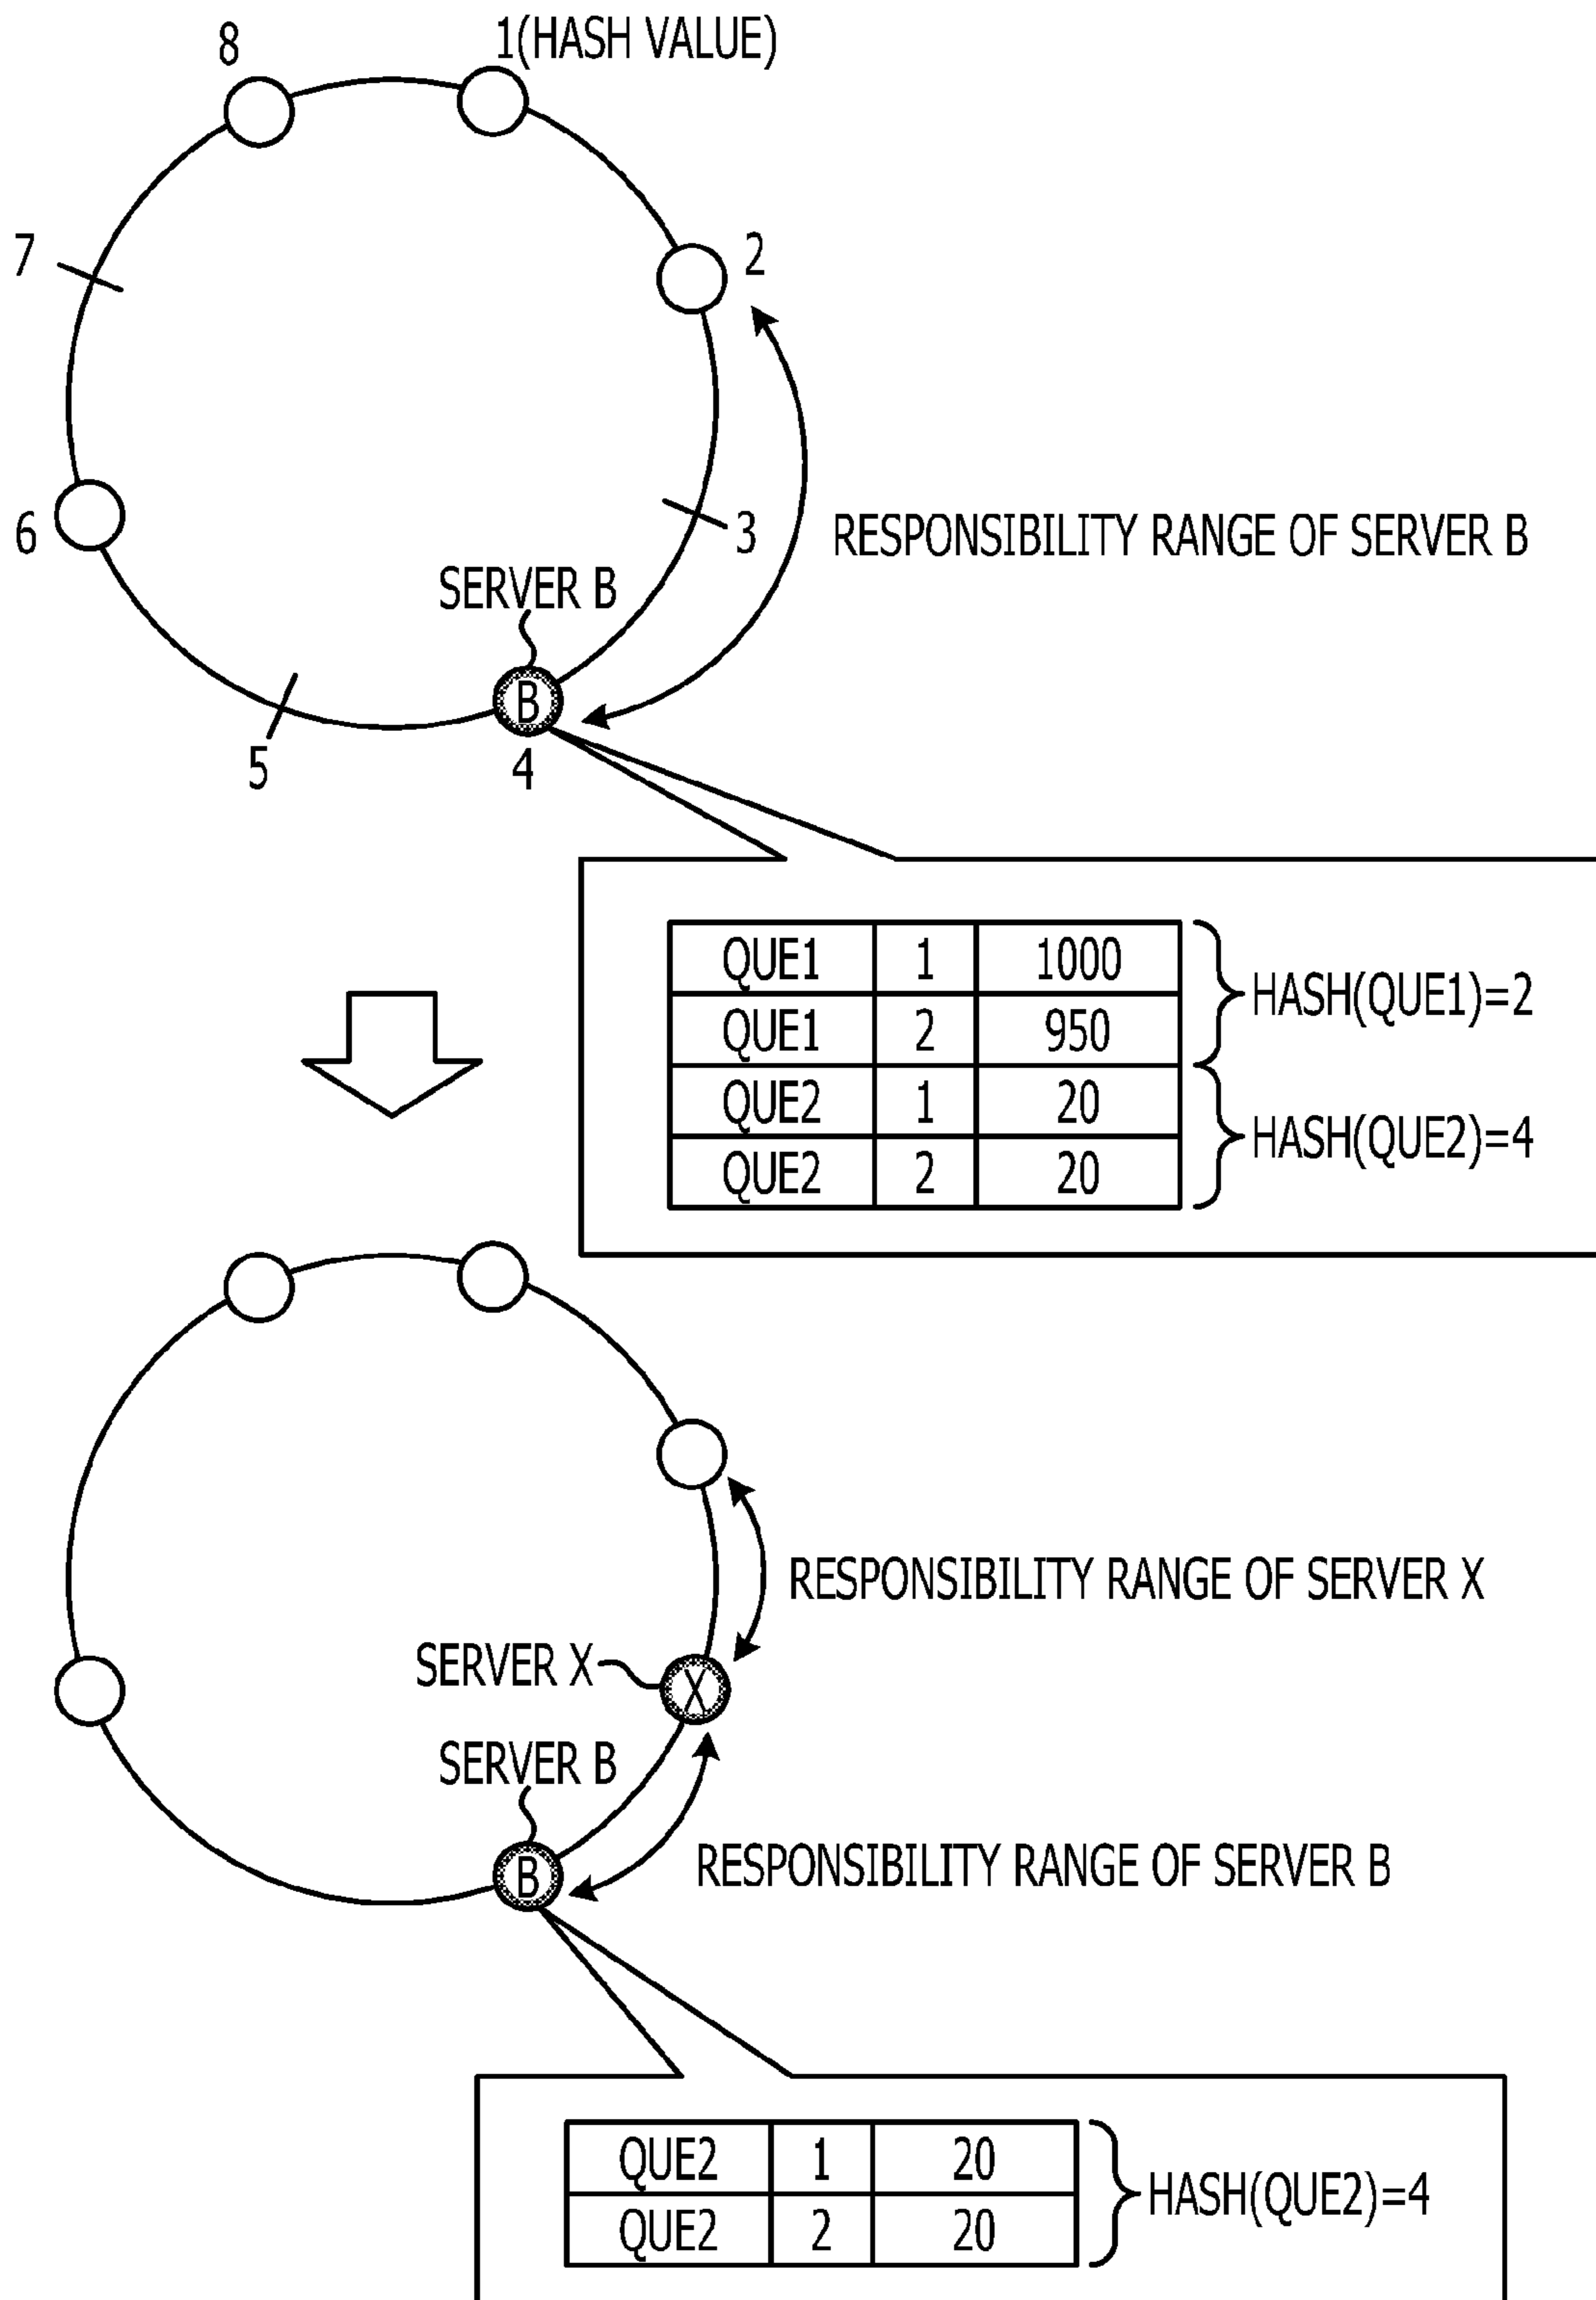 8
1(HASH VALUE)
7
2
6
3
RESPONSIBILITY RANGE OF SERVER B
SERVER B
B
5
4
QUE1 1 1000
QUE1 2 950
HASH(QUE1)=2
QUE2 1 20
QUE2 2 20
HASH(QUE2)=4
RESPONSIBILITY RANGE OF SERVER X
SERVER X
X
SERVER B
B
RESPONSIBILITY RANGE OF SERVER B
QUE2 1 20
QUE2 2 20
HASH(QUE2)=4